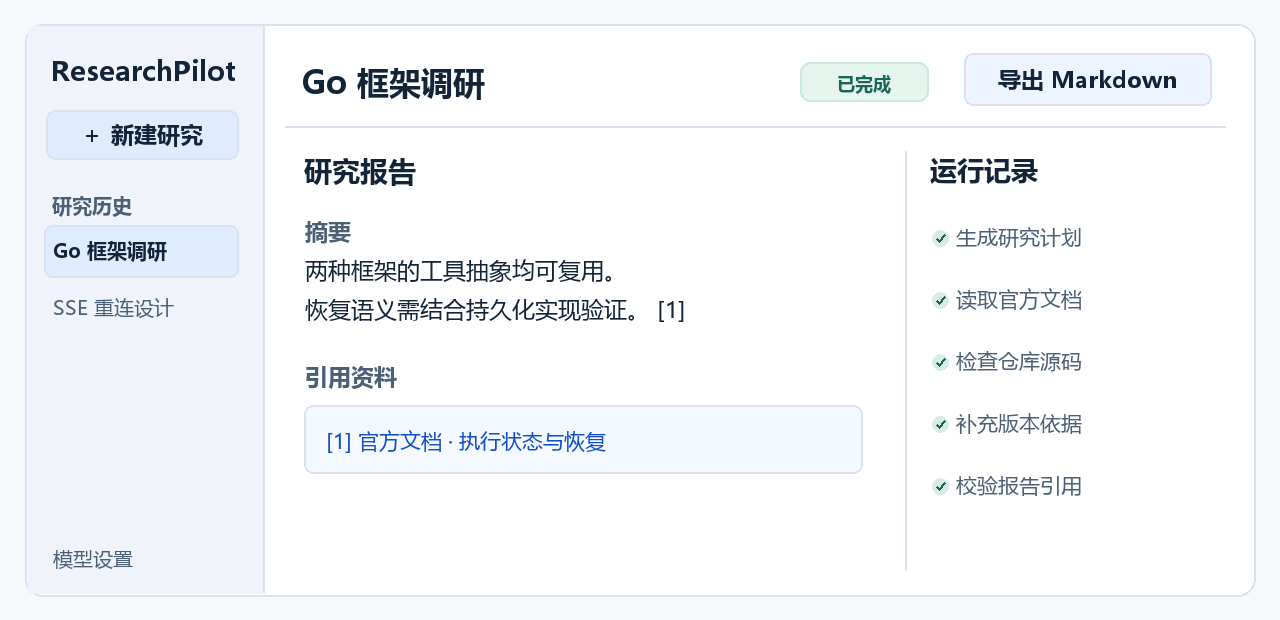 ResearchPilot
+ 新建研究
研究历史
Go 框架调研
SSE 重连设计
模型设置
Go 框架调研
已完成
导出 Markdown
研究报告
摘要
两种框架的工具抽象均可复用。
恢复语义需结合持久化实现验证。 [1]
引用资料
[1] 官方文档 · 执行状态与恢复
运行记录
生成研究计划
读取官方文档
检查仓库源码
补充版本依据
校验报告引用